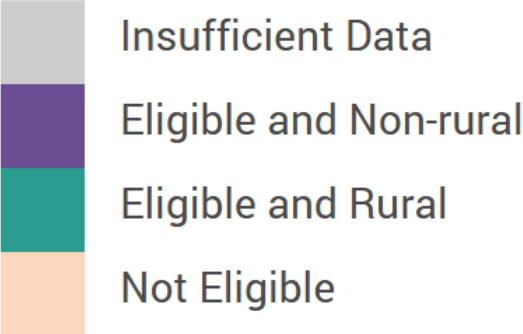 Insufficient Data
Eligible and Non-rural
Eligible and Rural
Not Eligible